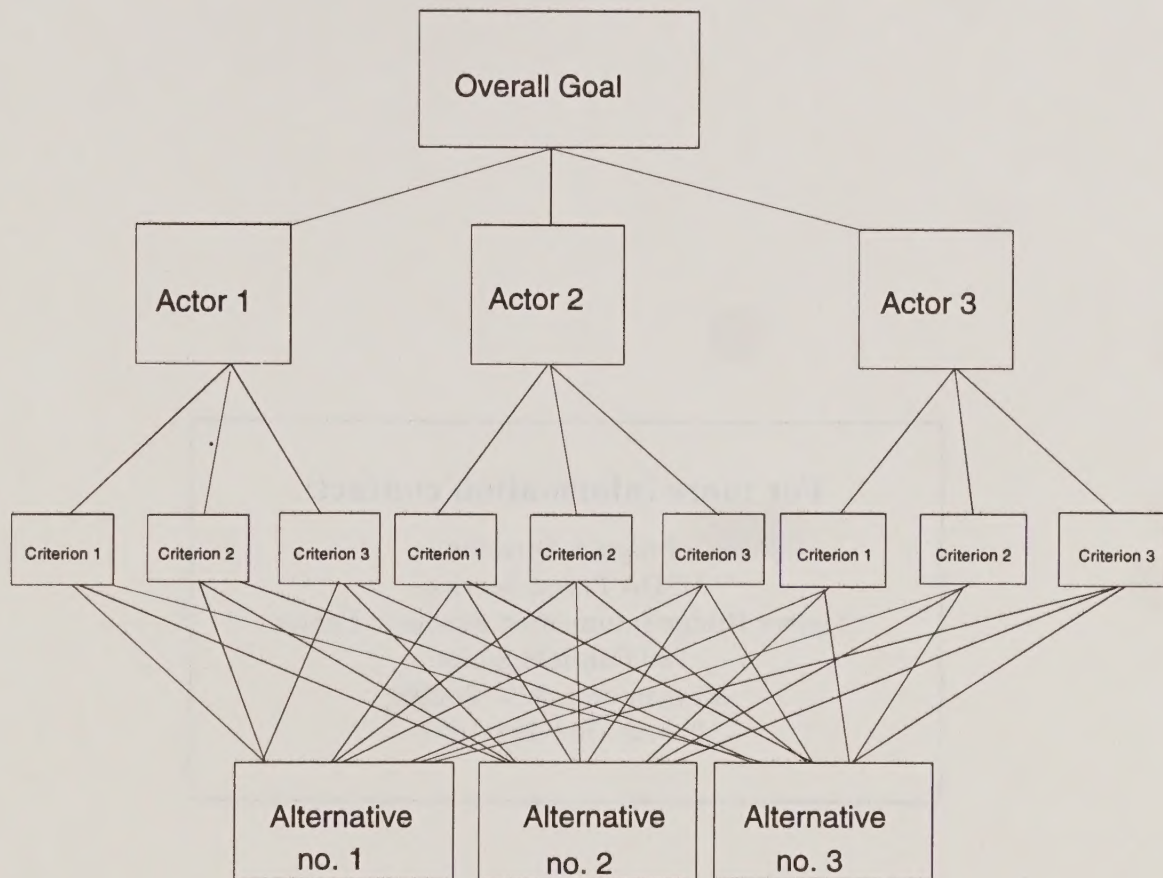 Overall Goal
Actor 1
Actor 2
Actor 3
Criterion 1
Criterion 2
Criterion 3
Criterion 1
Criterion 2
Criterion 3
Criterion 1
Criterion 2
Criterion 3
Alternative
no. 1
Alternative
no. 2
Alternative
no. 3